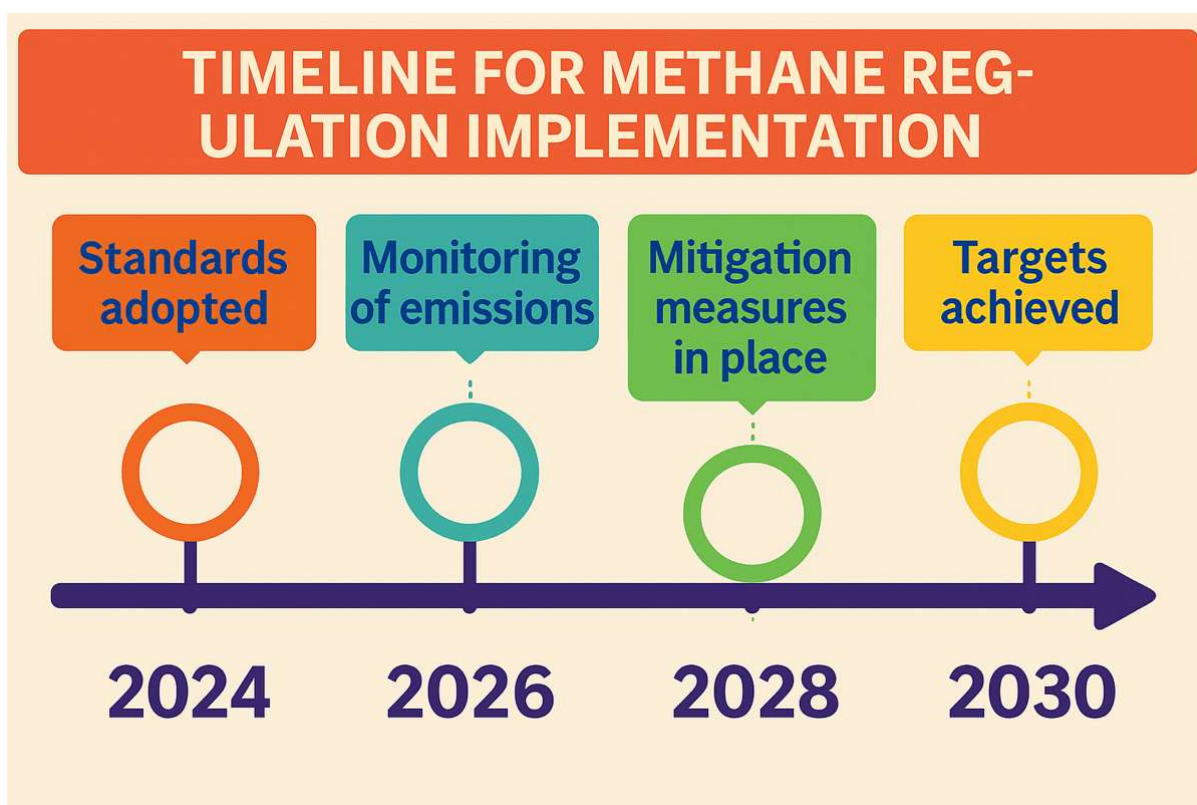 TIMELINE FOR METHANE REG-
ULATION IMPLEMENTATION
Standards
adopted
Monitoring
of emissions
Mitigation
measures
in place
Targets
achieved
2024
2026
2028
2030